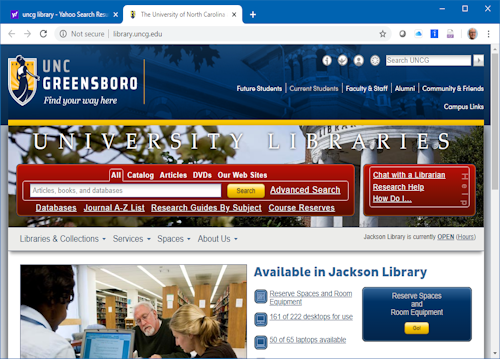 uncg library - Yahoo Search Res
The University of North Carolina
Not secure | library.uncg.edu
UNC
GREENSBORO
Find your way here
Search UNCG
Future Students | Current Students | Faculty & Staff | Alumni | Community & Friends
Campus Links
UNIVERSITY LIBRARIES
All Catalog Articles DVDs Our Web Sites
Articles, books, and databases
Search
Advanced Search
Databases Journal A-Z List Research Guides By Subject Course Reserves
Chat with a Librarian
Research Help
How Do I...
Help
Libraries & Collections Services Spaces About Us
Jackson Library is currently OPEN (Hours)
Available in Jackson Library
Reserve Spaces and Room
Equipment
161 of 222 desktops for use
50 of 65 laptops available
Reserve Spaces
and
Room Equipment
Go!